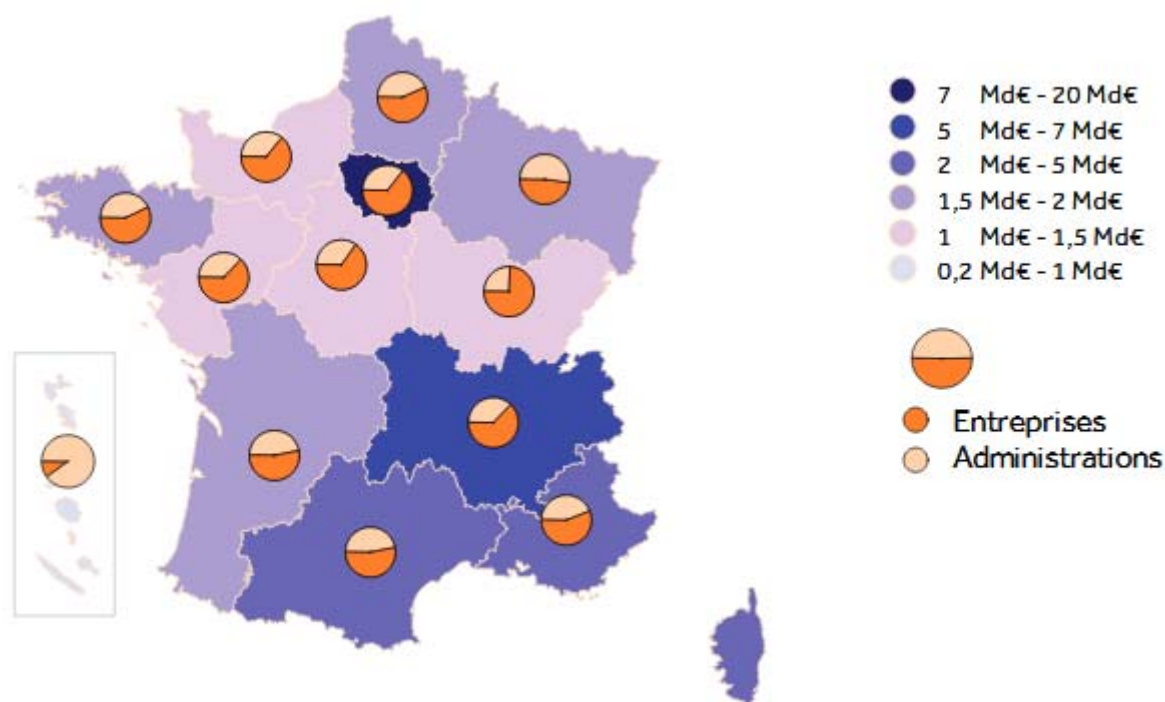 7 Md€ - 20 Md€
5 Md€ - 7 Md€
2 Md€ - 5 Md€
1,5 Md€ - 2 Md€
1 Md€ - 1,5 Md€
0,2 Md€ - 1 Md€
Entreprises
Administrations